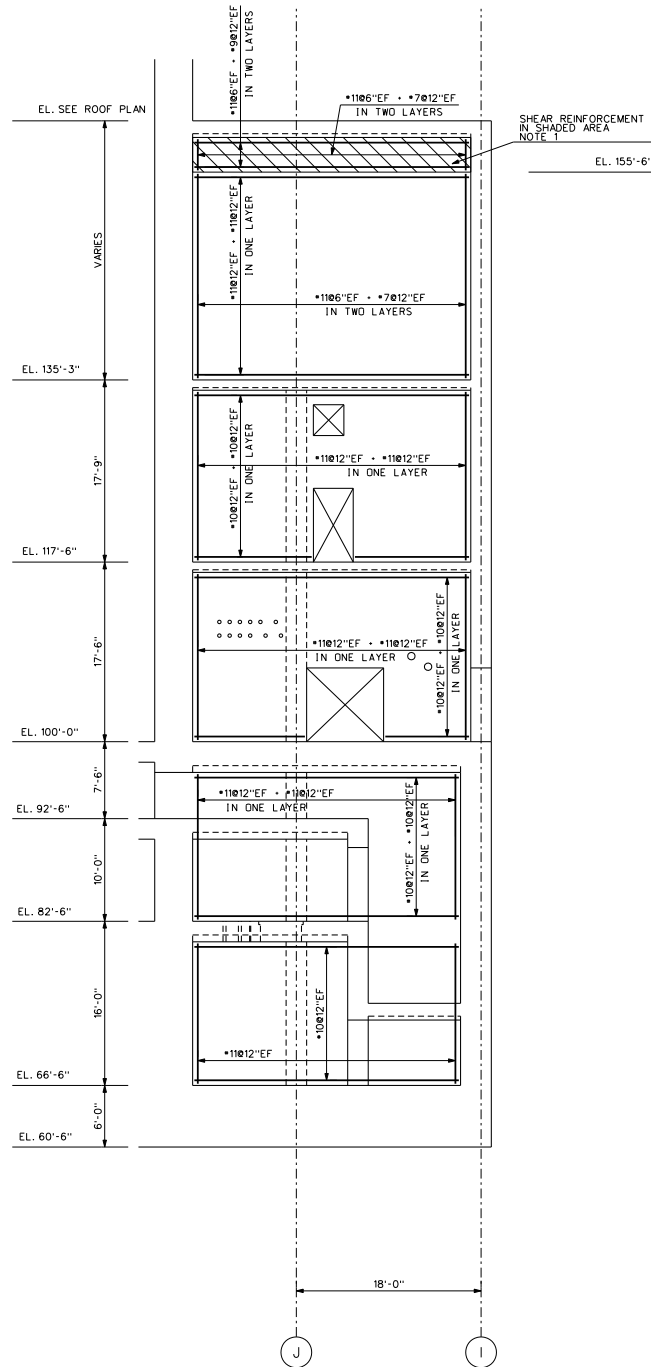 *11@6"EF + *9@12"EF
IN TWO LAYERS
*11@6"EF + *7@12"EF
IN TWO LAYERS
EL. SEE ROOF PLAN
SHEAR REINFORCEMENT
IN SHADED AREA
NOTE 1
EL. 155'-6"
VARIES
*11@12"EF + *11@12"EF
IN ONE LAYER
*11@6"EF + *7@12"EF
IN TWO LAYERS
EL. 135'-3"
17'-9"
*10@12"EF + *10@12"EF
IN ONE LAYER
*11@12"EF + *11@12"EF
IN ONE LAYER
EL. 117'-6"
17'-6"
*11@12"EF + *11@12"EF
IN ONE LAYER
*10@12"EF + *10@12"EF
IN ONE LAYER
EL. 100'-0"
7'-6"
*11@12"EF + *11@12"EF
IN ONE LAYER
*10@12"EF + *10@12"EF
IN ONE LAYER
EL. 92'-6"
10'-0"
EL. 82'-6"
16'-0"
*10@12"EF
*11@12"EF
EL. 66'-6"
6'-0"
EL. 60'-6"
18'-0"
J
I